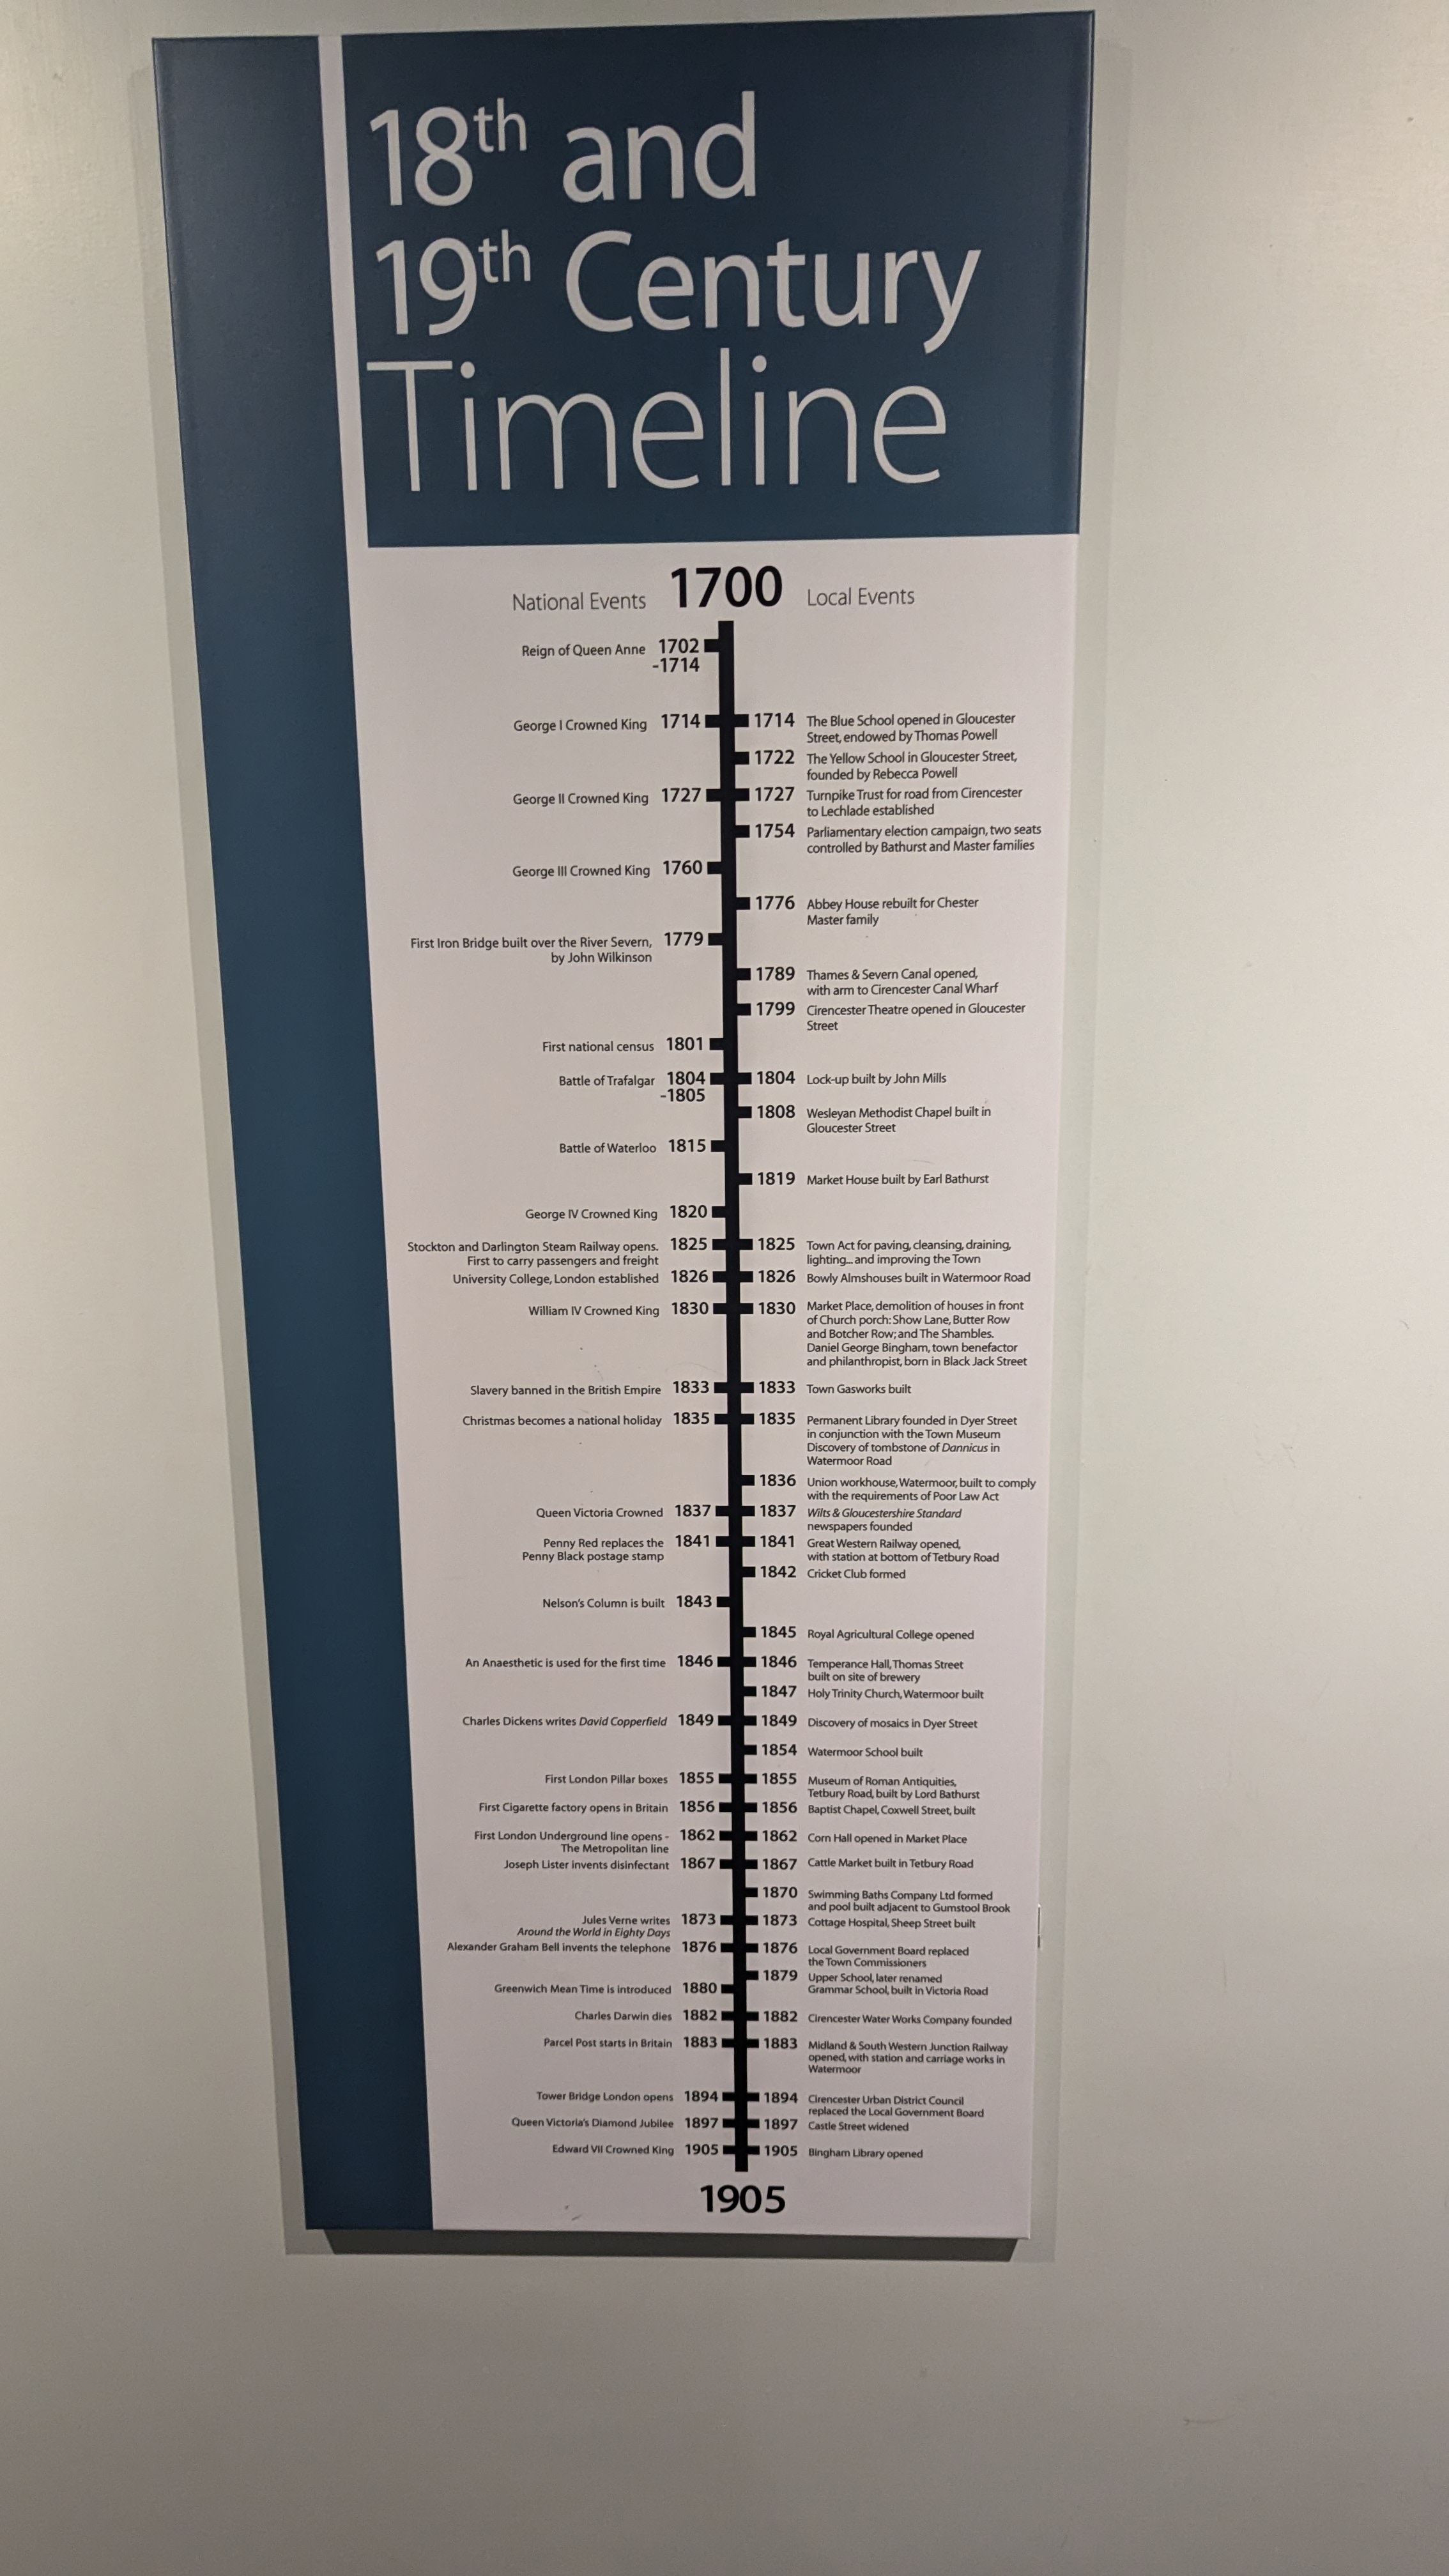 18th and
19th Century
Timeline
National Events 1700 Local Events
Reign of Queen Anne 1702
-1714
George I Crowned King 1714
1714 The Blue School opened in Gloucester
Street, endowed by Thomas Powell
1722 The Yellow School in Gloucester Street,
founded by Rebecca Powell
George II Crowned King 1727
1727 Turnpike Trust for road from Cirencester
to Lechlade established
1754 Parliamentary election campaign, two seats
controlled by Bathurst and Master families
George III Crowned King 1760
1776 Abbey House rebuilt for Chester
Master family
First Iron Bridge built over the River Severn, 1779
by John Wilkinson
1789 Thames & Severn Canal opened,
with arm to Cirencester Canal Wharf
1799 Cirencester Theatre opened in Gloucester
Street
First national census 1801
Battle of Trafalgar 1804
-1805
1804 Lock-up built by John Mills
1808 Wesleyan Methodist Chapel built in
Gloucester Street
Battle of Waterloo 1815
1819 Market House built by Earl Bathurst
George IV Crowned King 1820
Stockton and Darlington Steam Railway opens. 1825
First to carry passengers and freight
1825 Town Act for paving, cleansing, draining,
lighting...and improving the Town
University College, London established 1826
1826 Bowly Almshouses built in Watermoor Road
William IV Crowned King 1830
1830 Market Place, demolition of houses in front
of Church porch: Show Lane, Butter Row
and Botcher Row; and The Shambles.
Daniel George Bingham, town benefactor
and philanthropist, born in Black Jack Street
Slavery banned in the British Empire 1833
1833 Town Gasworks built
Christmas becomes a national holiday 1835
1835 Permanent Library founded in Dyer Street
in conjunction with the Town Museum
Discovery of tombstone of Dannicus in
Watermoor Road
1836 Union workhouse, Watermoor, built to comply
with the requirements of Poor Law Act
Queen Victoria Crowned 1837
1837 Wilts & Gloucestershire Standard
newspapers founded
Penny Red replaces the 1841
Penny Black postage stamp
1841 Great Western Railway opened,
with station at bottom of Tetbury Road
1842 Cricket Club formed
Nelson's Column is built 1843
1845 Royal Agricultural College opened
An Anaesthetic is used for the first time 1846
1846 Temperance Hall, Thomas Street
built on site of brewery
1847 Holy Trinity Church, Watermoor built
Charles Dickens writes David Copperfield 1849
1849 Discovery of mosaics in Dyer Street
1854 Watermoor School built
First London Pillar boxes 1855
1855 Museum of Roman Antiquities,
Tetbury Road, built by Lord Bathurst
First Cigarette factory opens in Britain 1856
1856 Baptist Chapel, Coxwell Street, built
First London Underground line opens - 1862
The Metropolitan line
1862 Corn Hall opened in Market Place
Joseph Lister invents disinfectant 1867
1867 Cattle Market built in Tetbury Road
1870 Swimming Baths Company Ltd formed
and pool built adjacent to Gumstool Brook
Jules Verne writes 1873
Around the World in Eighty Days
1873 Cottage Hospital, Sheep Street built
Alexander Graham Bell invents the telephone 1876
1876 Local Government Board replaced
the Town Commissioners
1879 Upper School, later renamed
Grammar School, built in Victoria Road
Greenwich Mean Time is introduced 1880
Charles Darwin dies 1882
1882 Cirencester Water Works Company founded
Parcel Post starts in Britain 1883
1883 Midland & South Western Junction Railway
opened, with station and carriage works in
Watermoor
Tower Bridge London opens 1894
1894 Cirencester Urban District Council
replaced the Local Government Board
Queen Victoria's Diamond Jubilee 1897
1897 Castle Street widened
Edward VII Crowned King 1905
1905 Bingham Library opened
1905